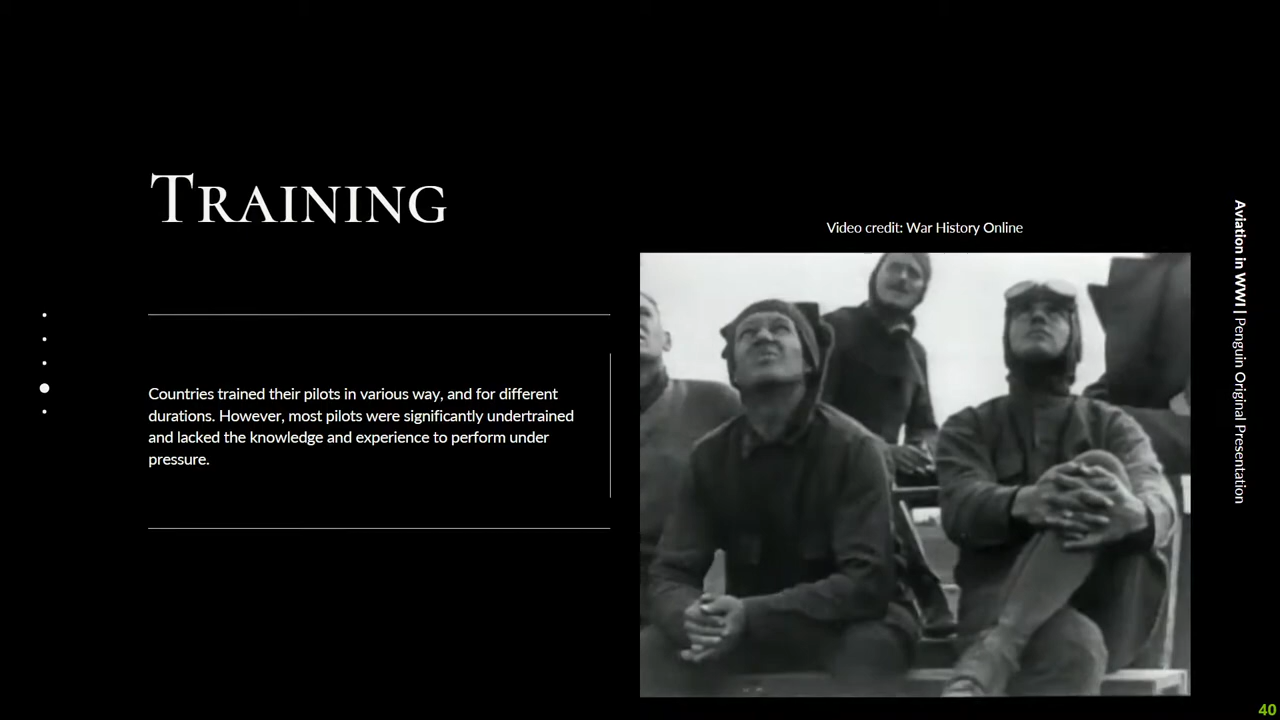 Training
Video credit: War History Online
Countries trained their pilots in various way, and for different
durations. However, most pilots were significantly undertrained
and lacked the knowledge and experience to perform under
pressure.
Aviation in WWI | Penguin Original Presentation
40